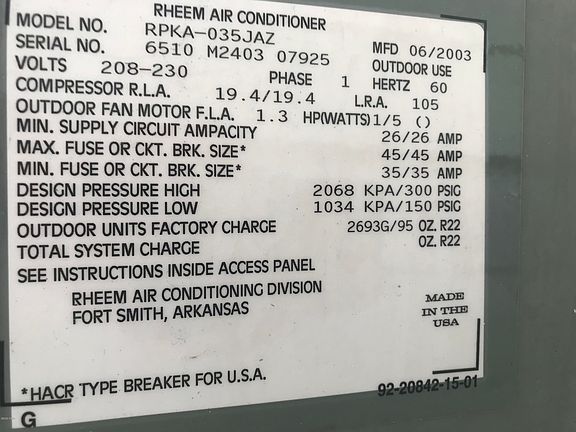 RHEEM AIR CONDITIONER
MODEL NO. RPKA-035JAZ
SERIAL NO. 6510 M2403 07925 MFD 06/2003
VOLTS 208-230 PHASE 1 OUTDOOR USE
HERTZ 60
COMPRESSOR R.L.A. 19.4/19.4 L.R.A. 105
OUTDOOR FAN MOTOR F.L.A. 1.3 HP(WATTS) 1/5 ()
MIN. SUPPLY CIRCUIT AMPACITY 26/26 AMP
MAX. FUSE OR CKT. BRK. SIZE* 45/45 AMP
MIN. FUSE OR CKT. BRK. SIZE* 35/35 AMP
DESIGN PRESSURE HIGH 2068 KPA/300 PSIG
DESIGN PRESSURE LOW 1034 KPA/150 PSIG
OUTDOOR UNITS FACTORY CHARGE 2693G/95 OZ. R22
TOTAL SYSTEM CHARGE OZ. R22
SEE INSTRUCTIONS INSIDE ACCESS PANEL
RHEEM AIR CONDITIONING DIVISION
FORT SMITH, ARKANSAS
MADE
IN THE
USA
*HACR TYPE BREAKER FOR U.S.A.
92-20842-15-01
G